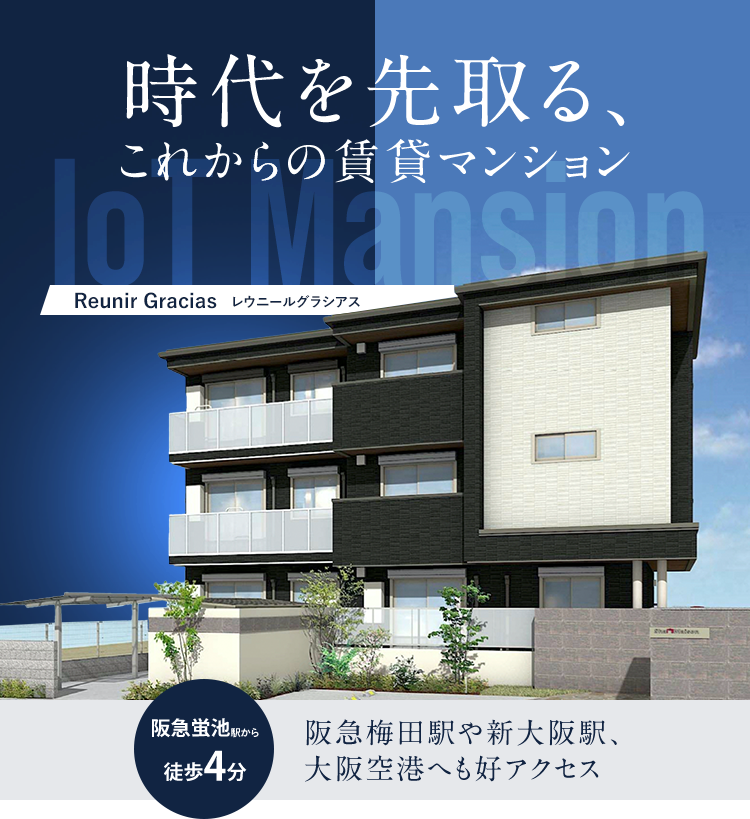 時代を先取る、
これからの賃貸マンション
IoT Mansion
Reunir Gracias レウニールグラシアス
Sha Maison
阪急蛍池駅から
徒歩4分
阪急梅田駅や新大阪駅、
大阪空港へも好アクセス